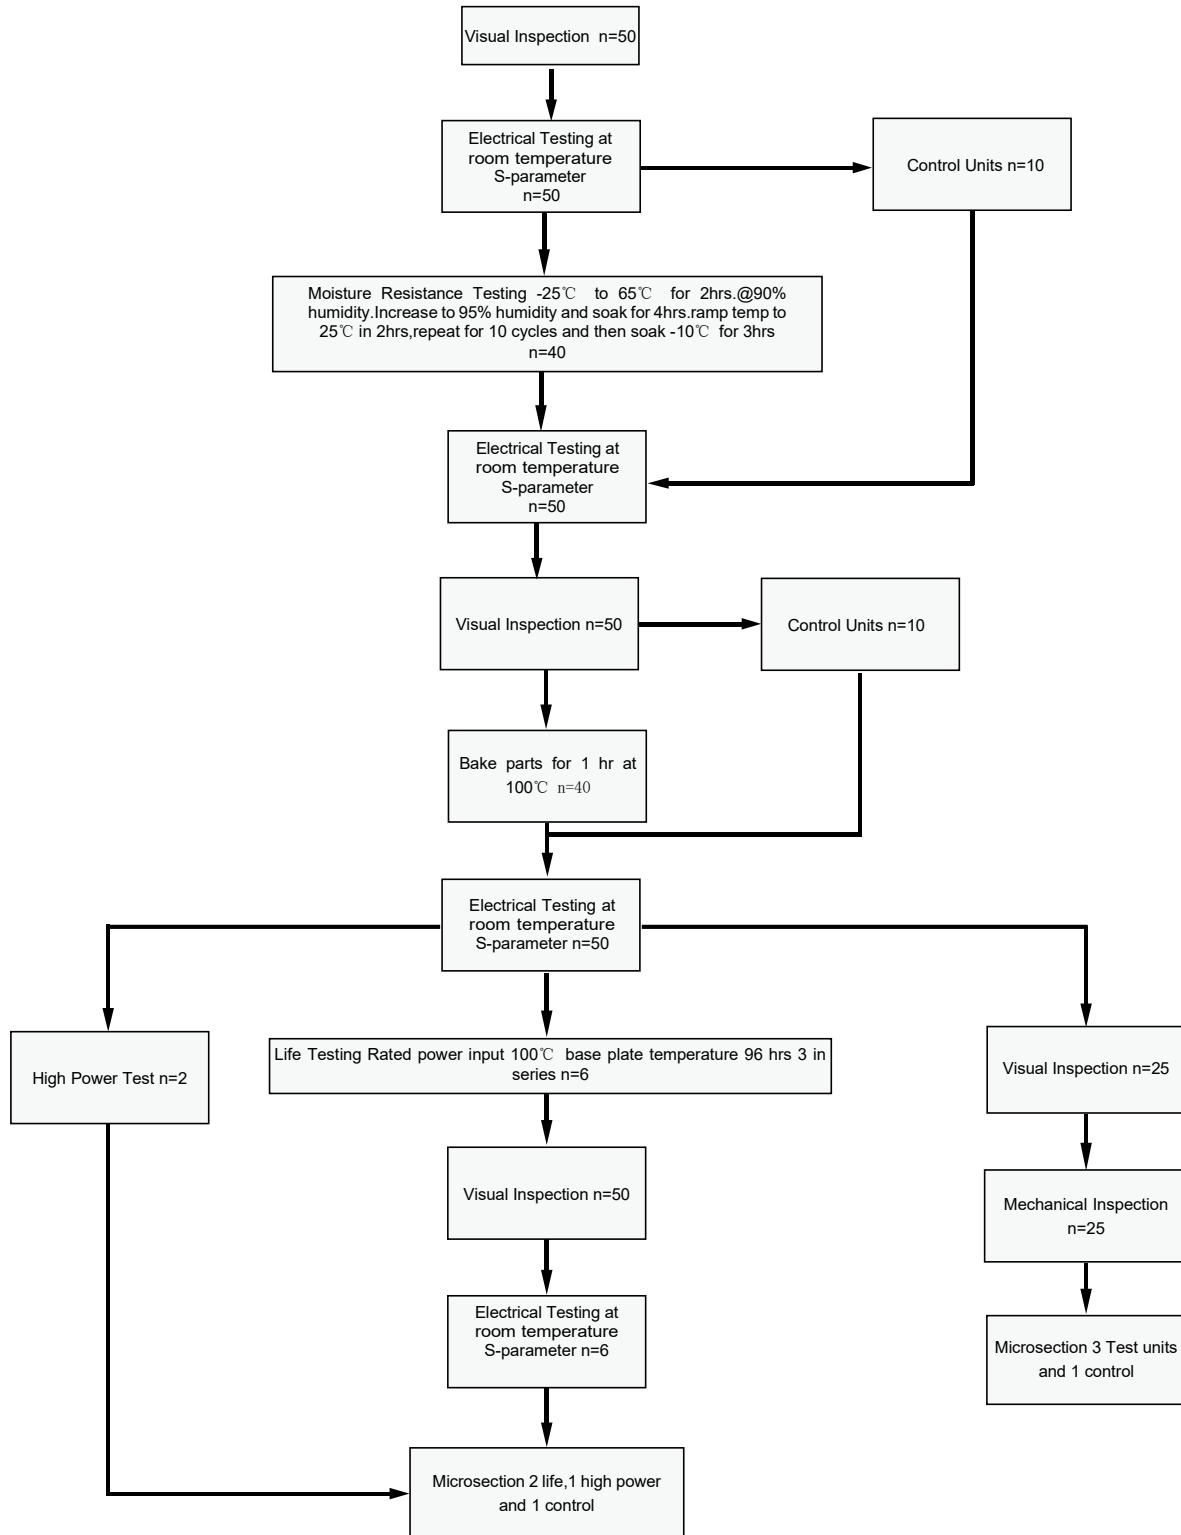 Visual Inspection n=50
Electrical Testing at
room temperature
S-parameter
n=50
Control Units n=10
Moisture Resistance Testing -25℃ to 65℃ for 2hrs.@90%
humidity.Increase to 95% humidity and soak for 4hrs.ramp temp to
25℃ in 2hrs,repeat for 10 cycles and then soak -10℃ for 3hrs
n=40
Electrical Testing at
room temperature
S-parameter
n=50
Visual Inspection n=50
Control Units n=10
Bake parts for 1 hr at
100℃ n=40
Electrical Testing at
room temperature
S-parameter n=50
High Power Test n=2
Life Testing Rated power input 100℃ base plate temperature 96 hrs 3 in
series n=6
Visual Inspection n=25
Visual Inspection n=50
Mechanical Inspection
n=25
Electrical Testing at
room temperature
S-parameter n=6
Microsection 3 Test units
and 1 control
Microsection 2 life,1 high power
and 1 control